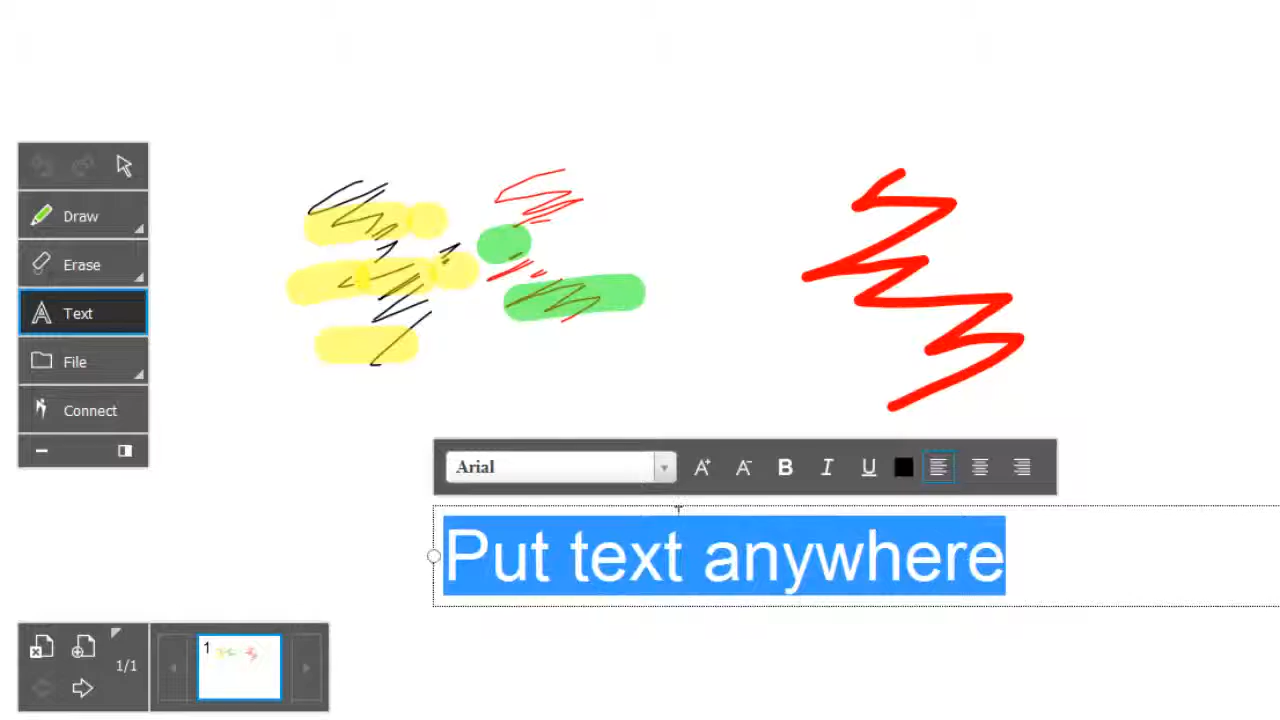 Draw
Erase
Text
File
Connect
Arial
B I U
Put text anywhere
1/1
1